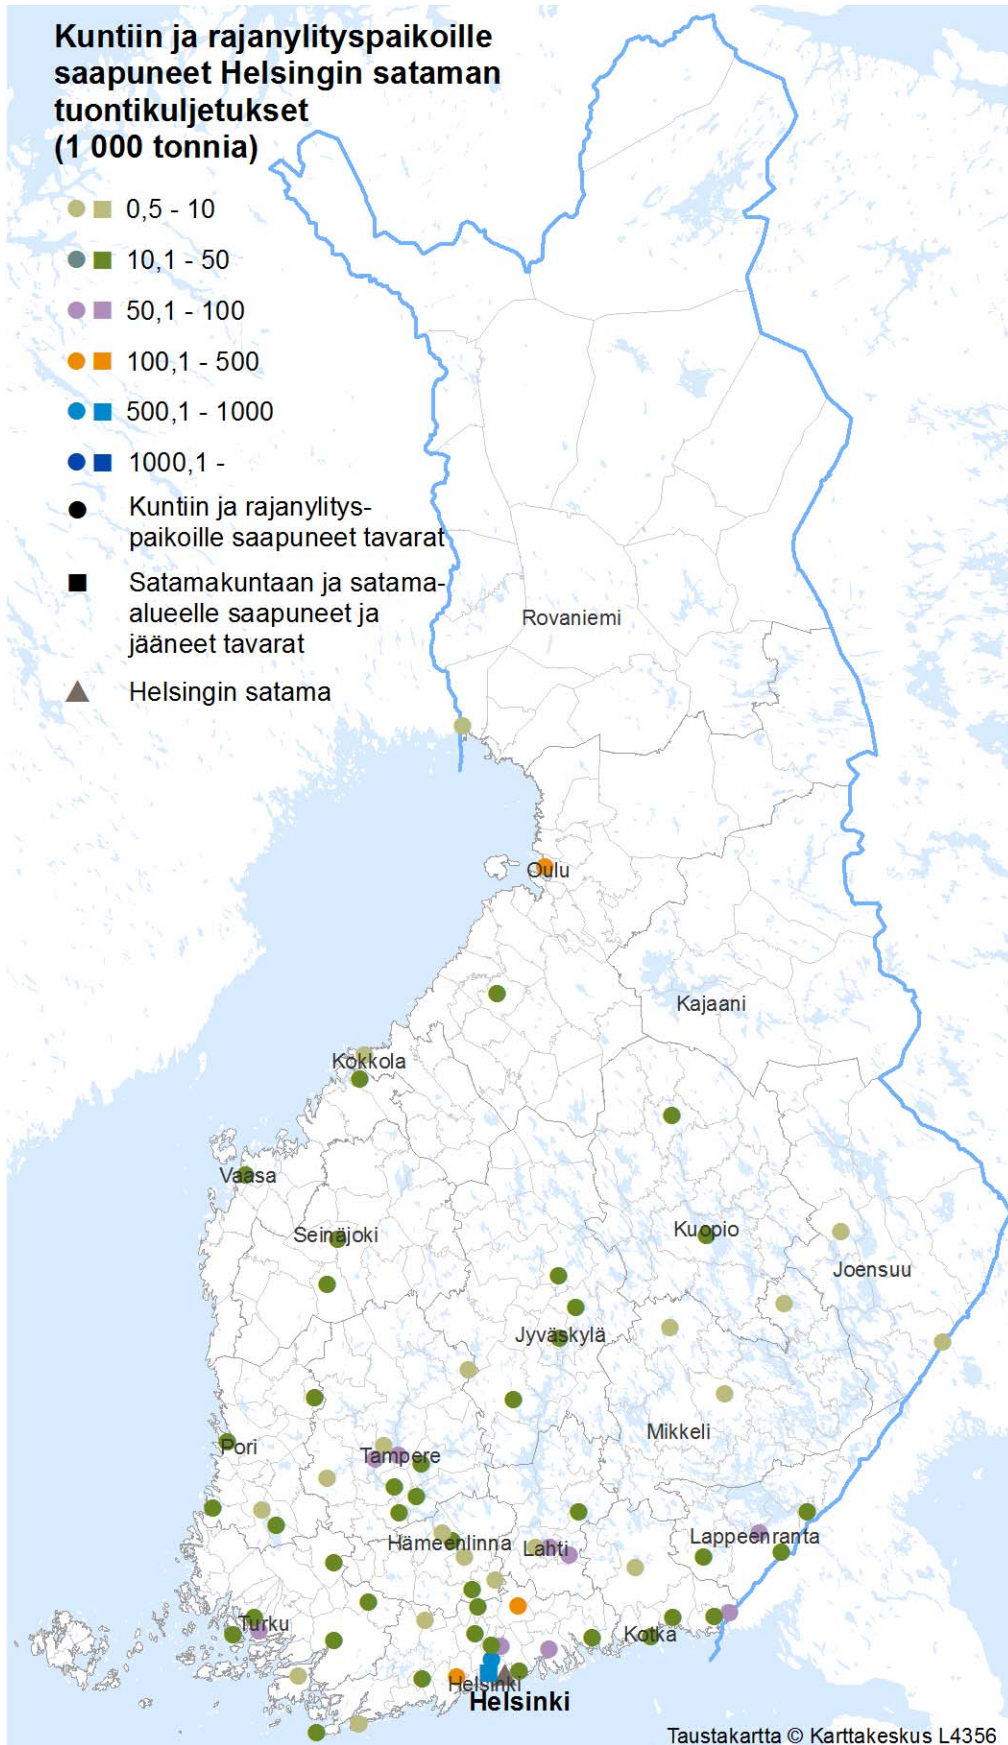 Kuntiin ja rajanylityspaikoille
saapuneet Helsingin sataman
tuontikuljetukset
(1 000 tonnia)
0,5 - 10
10,1 - 50
50,1 - 100
100,1 - 500
500,1 - 1000
1000,1 -
Kuntiin ja rajanylitys-
paikoille saapuneet tavarat
Satamakuntaan ja satama-
alueelle saapuneet ja
jääneet tavarat
Helsingin satama
Rovaniemi
Oulu
Kajaani
Kokkola
Vaasa
Seinäjoki
Kuopio
Joensuu
Jyväskylä
Mikkeli
Pori
Tampere
Hämeenlinna
Lahti
Lappeenranta
Turku
Kotka
Helsinki
Helsinki
Taustakartta © Karttakeskus L4356